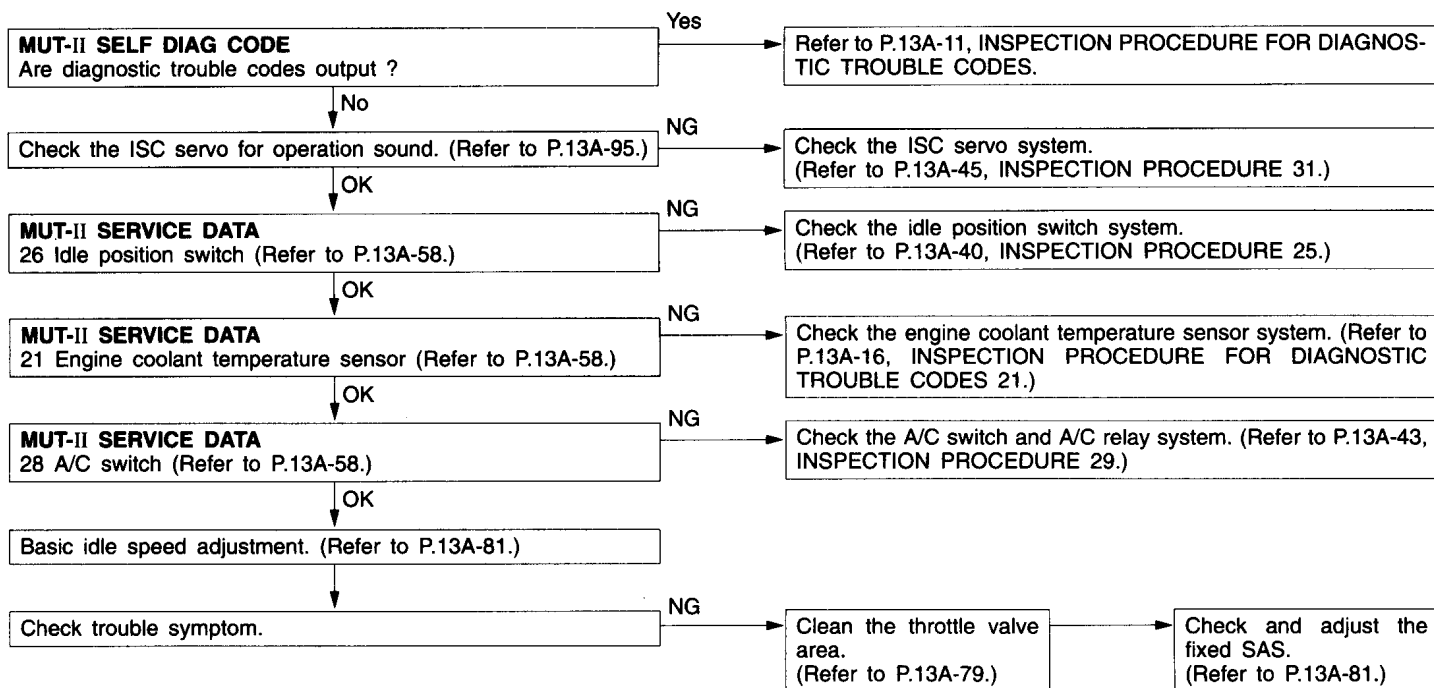 Yes
MUT-II SELF DIAG CODE
Are diagnostic trouble codes output ?
Refer to P.13A-11, INSPECTION PROCEDURE FOR DIAGNOS-
TIC TROUBLE CODES.
No
NG
Check the ISC servo for operation sound. (Refer to P.13A-95.)
Check the ISC servo system.
(Refer to P.13A-45, INSPECTION PROCEDURE 31.)
OK
NG
MUT-II SERVICE DATA
26 Idle position switch (Refer to P.13A-58.)
Check the idle position switch system.
(Refer to P.13A-40, INSPECTION PROCEDURE 25.)
OK
NG
MUT-II SERVICE DATA
21 Engine coolant temperature sensor (Refer to P.13A-58.)
Check the engine coolant temperature sensor system. (Refer to
P.13A-16, INSPECTION PROCEDURE FOR DIAGNOSTIC
TROUBLE CODES 21.)
OK
NG
MUT-II SERVICE DATA
28 A/C switch (Refer to P.13A-58.)
Check the A/C switch and A/C relay system. (Refer to P.13A-43,
INSPECTION PROCEDURE 29.)
OK
Basic idle speed adjustment. (Refer to P.13A-81.)
NG
Check trouble symptom.
Clean the throttle valve
area.
(Refer to P.13A-79.)
Check and adjust the
fixed SAS.
(Refer to P.13A-81.)